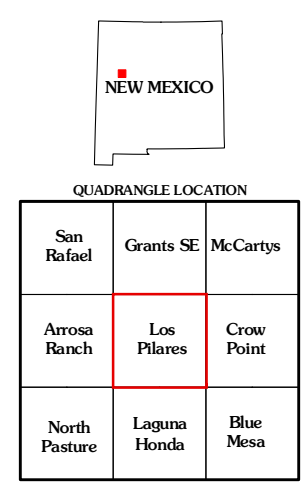 NEW MEXICO
QUADRANGLE LOCATION
San
Rafael
Grants SE
McCartys
Arrosa
Ranch
Los
Pilares
Crow
Point
North
Pasture
Laguna
Honda
Blue
Mesa